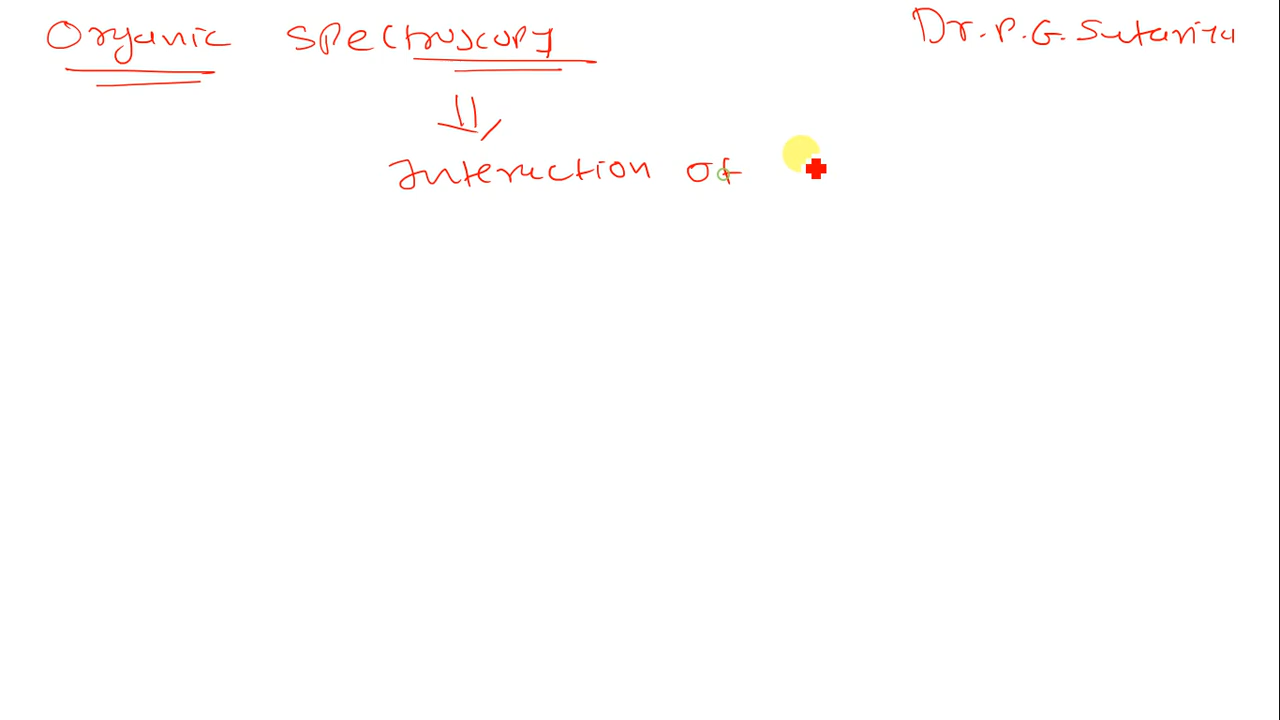 Organic Spectroscopy
Dr. P. G. Sutariya
Interaction of